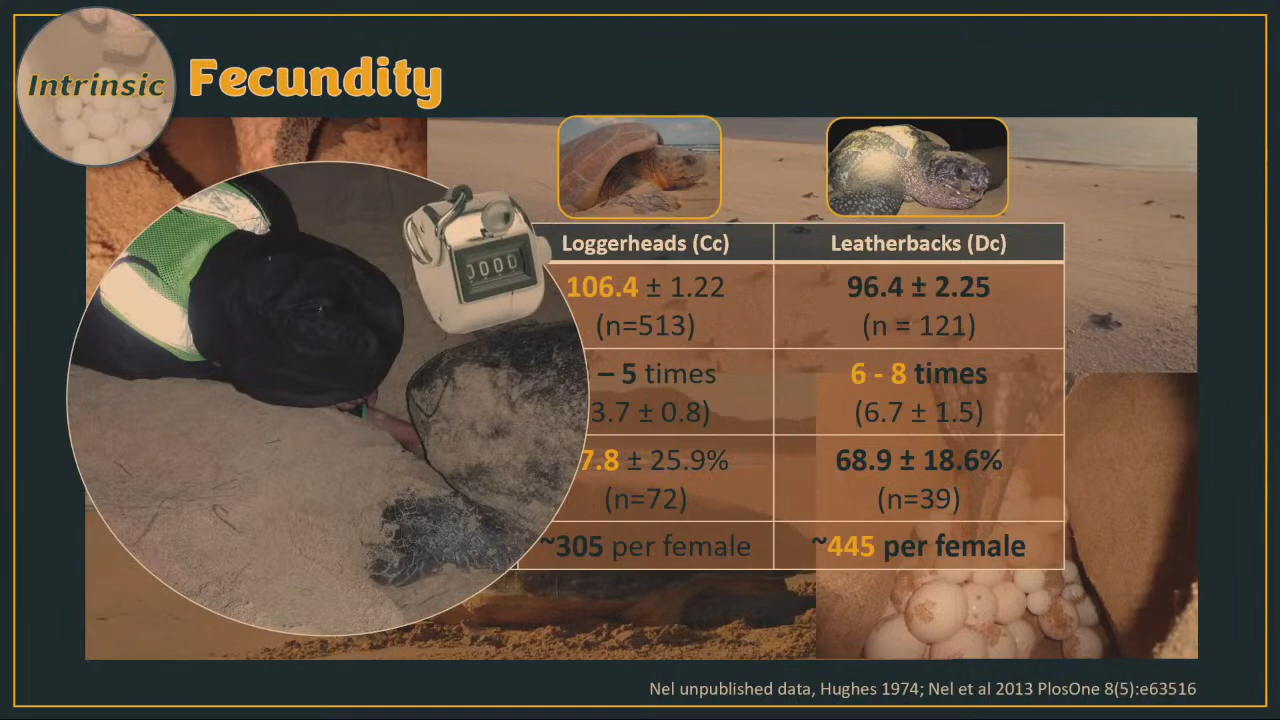 Intrinsic
Fecundity
0000
Loggerheads (Cc) Leatherbacks (Dc)
106.4 ± 1.22 96.4 ± 2.25
(n=513) (n = 121)
– 5 times 6 - 8 times
3.7 ± 0.8) (6.7 ± 1.5)
7.8 ± 25.9% 68.9 ± 18.6%
(n=72) (n=39)
~305 per female ~445 per female
Nel unpublished data, Hughes 1974; Nel et al 2013 PlosOne 8(5):e63516